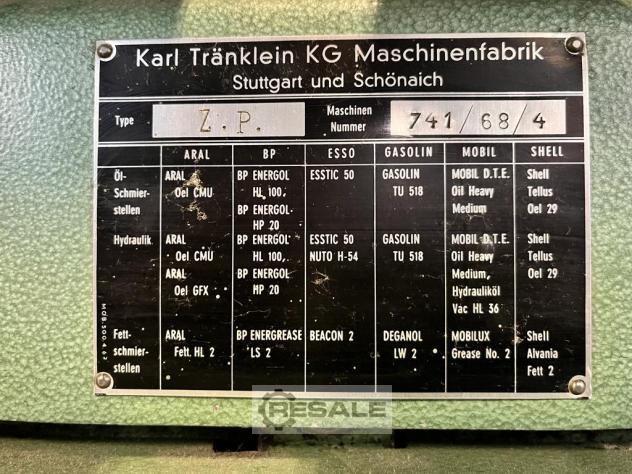 Karl Tränklein KG Maschinenfabrik
Stuttgart und Schönaich
Type Z.P. Maschinen Nummer 741/68/4
ARAL BP ESSO GASOLIN MOBIL SHELL
Öl- ARAL BP ENERGOL ESSTIC 50 GASOLIN MOBIL D.T.E. Shell
Schmier- Oel CMU HL 100, TU 518 Oil Heavy Tellus
stellen BP ENERGOL Medium Oel 29
HP 20
Hydraulik ARAL BP ENERGOL ESSTIC 50 GASOLIN MOBIL D.T.E. Shell
Oel CMU HL 100, NUTO H-54 TU 518 Oil Heavy Tellus
ARAL BP ENERGOL Medium, Oel 29
Oel GFX HP 20 Hydrauliköl
Vac HL 36
Fett- ARAL BP ENERGREASE BEACON 2 DEGANOL MOBILUX Shell
schmier- Fett. HL 2 LS 2 LW 2 Grease No. 2 Alvania
stellen Fett 2
RESALE